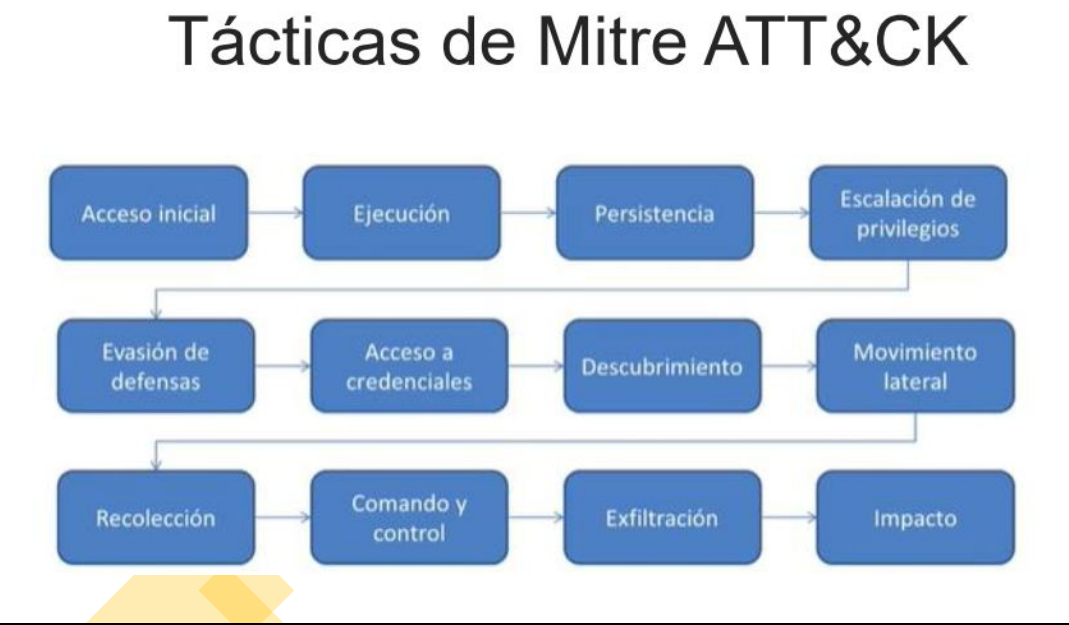 Tácticas de Mitre ATT&CK
Acceso inicial
Ejecución
Persistencia
Escalación de
privilegios
Evasión de
defensas
Acceso a
credenciales
Descubrimiento
Movimiento
lateral
Recolección
Comando y
control
Exfiltración
Impacto